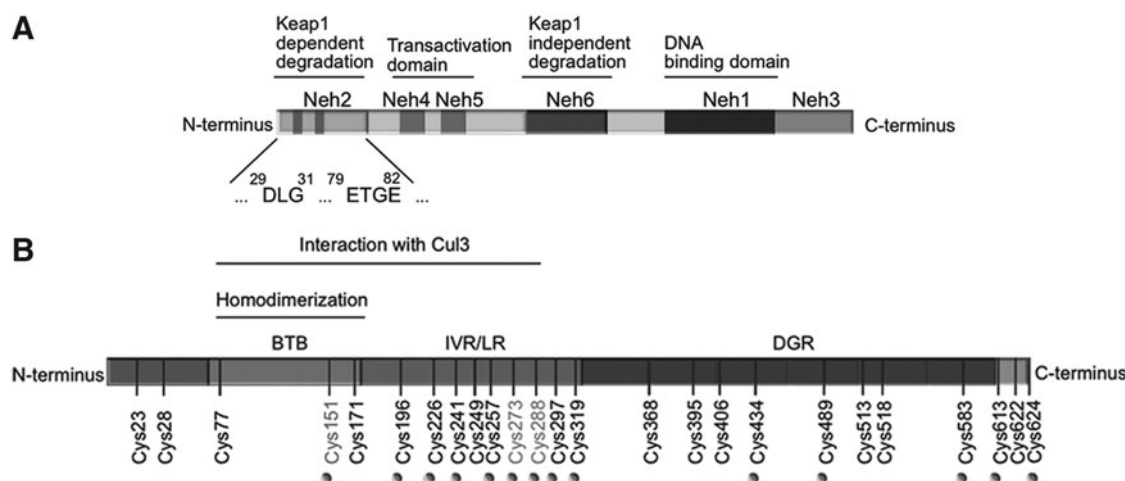 A
Keap1
dependent
degradation
Transactivation
domain
Keap1
independent
degradation
DNA
binding domain
Neh2
Neh4 Neh5
Neh6
Neh1
Neh3
N-terminus
C-terminus
... 29 DLG 31 ... 79 ETGE 82 ...
B
Interaction with Cul3
Homodimerization
BTB
IVR/LR
DGR
N-terminus
C-terminus
Cys23
Cys28
Cys77
Cys151
Cys171
Cys196
Cys226
Cys241
Cys249
Cys257
Cys273
Cys288
Cys297
Cys319
Cys368
Cys395
Cys406
Cys434
Cys489
Cys513
Cys518
Cys583
Cys613
Cys622
Cys624